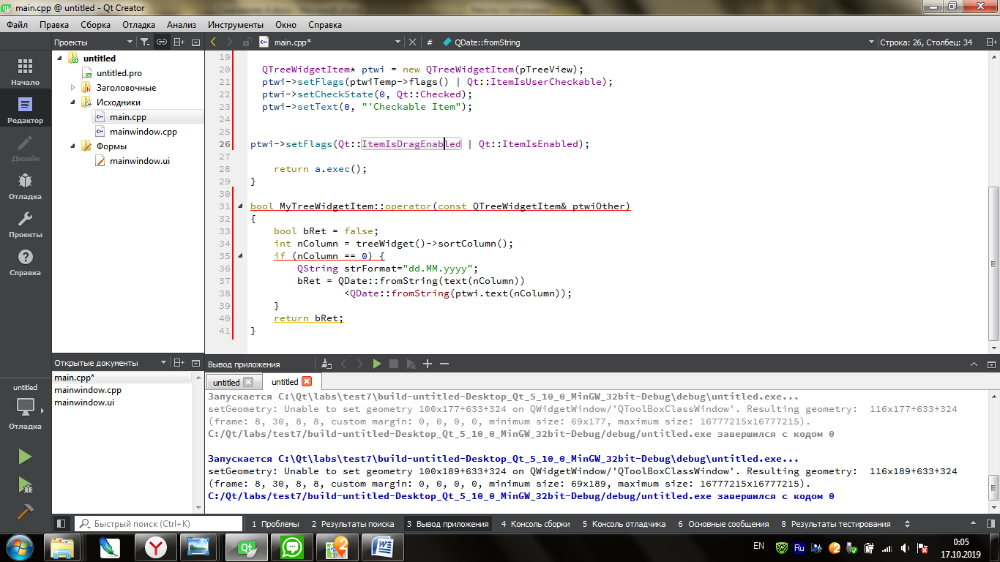 main.cpp @ untitled - Qt Creator
Файл Правка Сборка Отладка Анализ Инструменты Окно Справка
Проекты main.cpp* # QDate::fromString Строка: 26, Столбец: 34
Начало
Редактор
Дизайн
Отладка
Проекты
Справка
untitled
untitled.pro
Заголовочные
Исходники
main.cpp
mainwindow.cpp
Формы
mainwindow.ui
19
20 QTreeWidgetItem* ptwi = new QTreeWidgetItem(pTreeView);
21 ptwi->setFlags(ptwiTemp->flags() | Qt::ItemIsUserCheckable);
22 ptwi->setCheckState(0, Qt::Checked);
23 ptwi->setText(0, "'Checkable Item");
24
25
26 ptwi->setFlags(Qt::ItemIsDragEnabled | Qt::ItemIsEnabled);
27
28 return a.exec();
29 }
30
31 bool MyTreeWidgetItem::operator(const QTreeWidgetItem& ptwiOther)
32 {
33 bool bRet = false;
34 int nColumn = treeWidget()->sortColumn();
35 if (nColumn == 0) {
36 QString strFormat="dd.MM.yyyy";
37 bRet = QDate::fromString(text(nColumn))
38 <QDate::fromString(ptwi.text(nColumn));
39 }
40 return bRet;
41 }
Открытые документы
main.cpp*
mainwindow.cpp
mainwindow.ui
untitled
Отладка
Вывод приложения
untitled untitled
Запускается C:\Qt\labs\test7\build-untitled-Desktop_Qt_5_10_0_MinGW_32bit-Debug\debug\untitled.exe...
setGeometry: Unable to set geometry 100x177+633+324 on QWidgetWindow/'QToolBoxClassWindow'. Resulting geometry: 116x177+633+324
(frame: 8, 30, 8, 8, custom margin: 0, 0, 0, 0, minimum size: 69x177, maximum size: 16777215x16777215).
C:/Qt/labs/test7/build-untitled-Desktop_Qt_5_10_0_MinGW_32bit-Debug/debug/untitled.exe завершился с кодом 0
Запускается C:\Qt\labs\test7\build-untitled-Desktop_Qt_5_10_0_MinGW_32bit-Debug\debug\untitled.exe...
setGeometry: Unable to set geometry 100x189+633+324 on QWidgetWindow/'QToolBoxClassWindow'. Resulting geometry: 116x189+633+324
(frame: 8, 30, 8, 8, custom margin: 0, 0, 0, 0, minimum size: 69x189, maximum size: 16777215x16777215).
C:/Qt/labs/test7/build-untitled-Desktop_Qt_5_10_0_MinGW_32bit-Debug/debug/untitled.exe завершился с кодом 0
Быстрый поиск (Ctrl+K) 1 Проблемы 2 Результаты поиска 3 Вывод приложения 4 Консоль сборки 5 Консоль отладчика 6 Основные сообщения 8 Результаты тестирования
EN Ru 0:05
17.10.2019